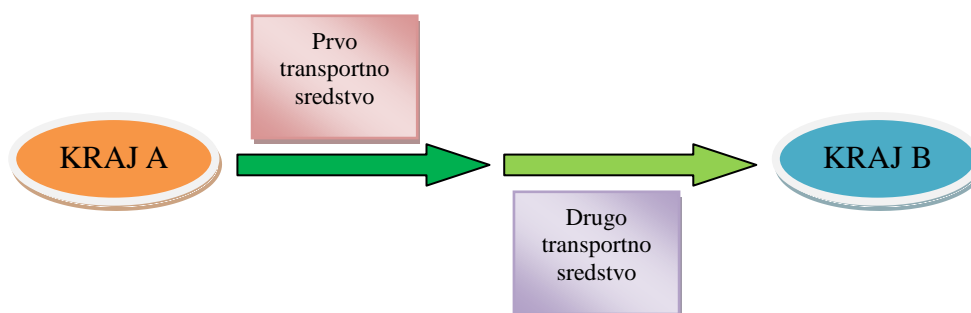 Prvo
transportno
sredstvo
KRAJ A
KRAJ B
Drugo
transportno
sredstvo